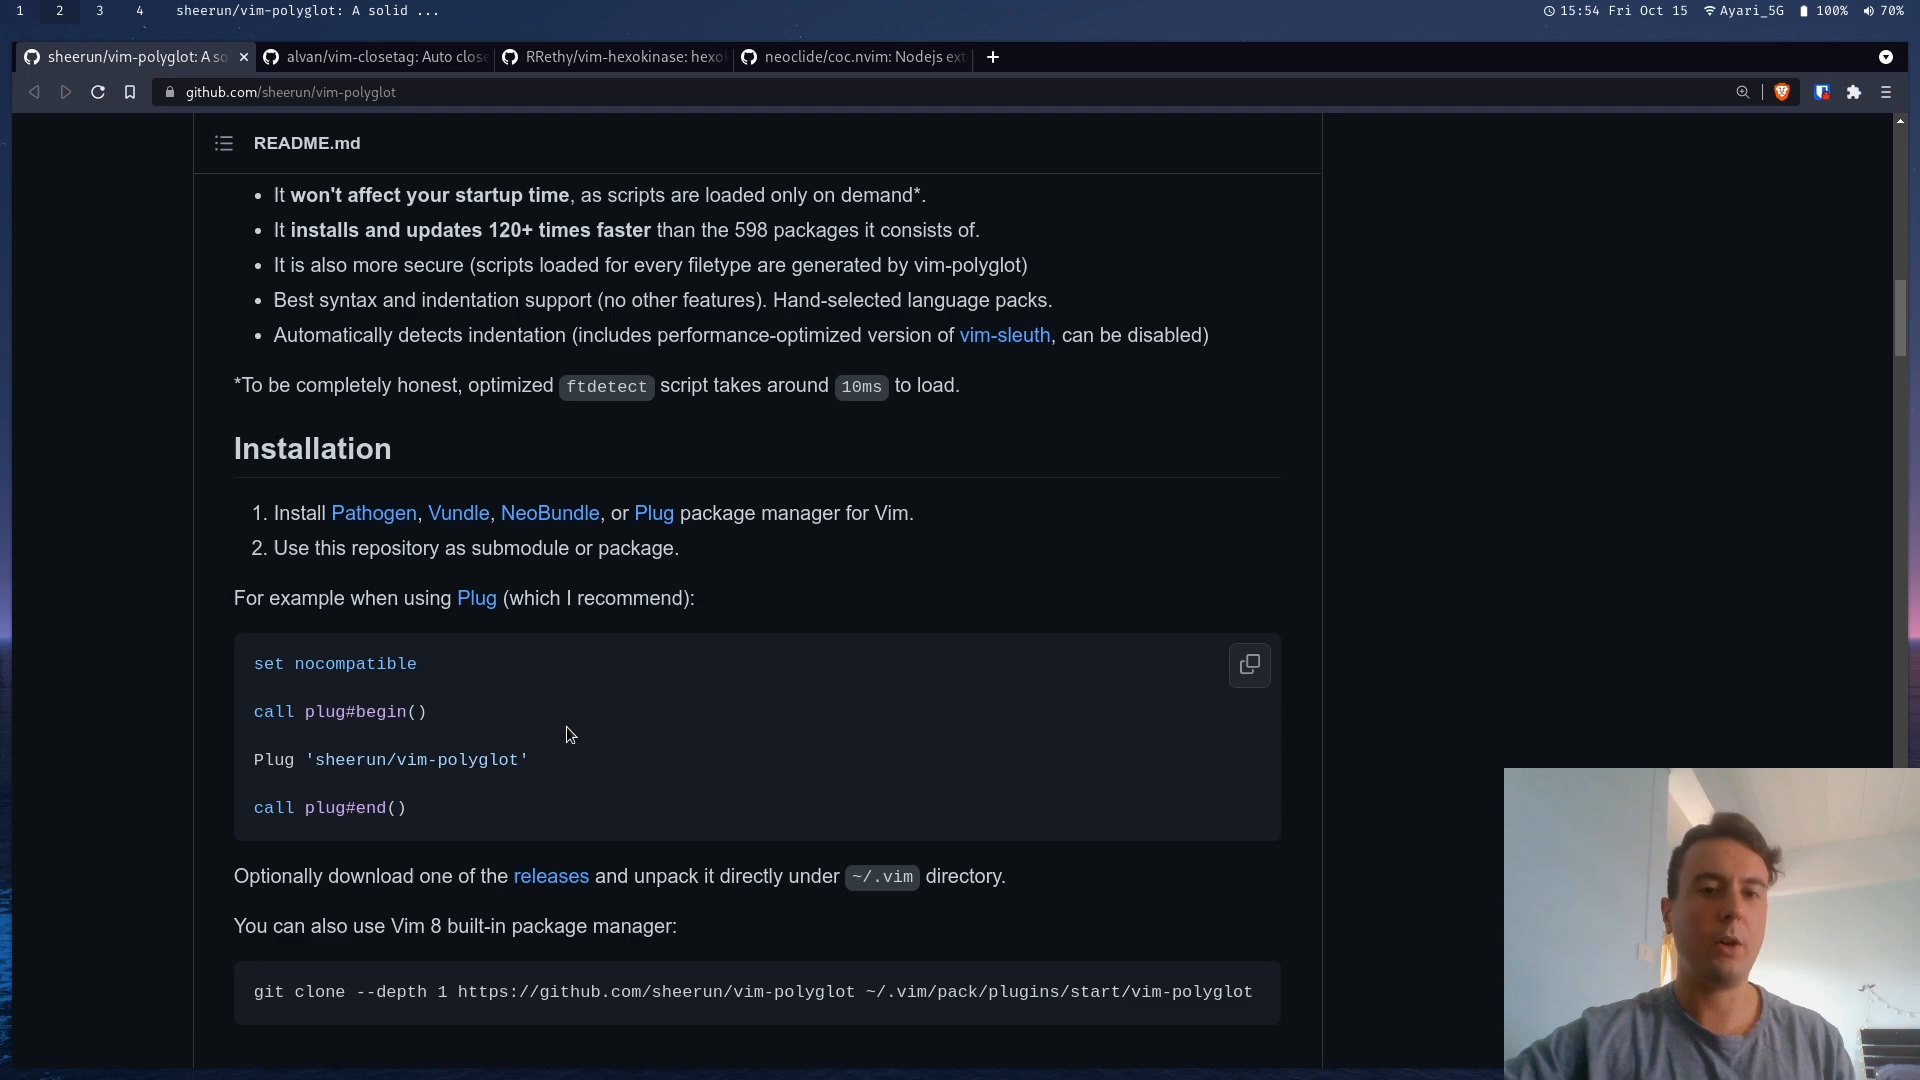 1 2 3 4 sheerun/vim-polyglot: A solid ... 15:54 Fri Oct 15 Ayari_5G 100% 70%
sheerun/vim-polyglot: A so alvan/vim-closetag: Auto close RRethy/vim-hexokinase: hexo neoclide/coc.nvim: Nodejs ext
github.com/sheerun/vim-polyglot
README.md
• It won't affect your startup time, as scripts are loaded only on demand*.
• It installs and updates 120+ times faster than the 598 packages it consists of.
• It is also more secure (scripts loaded for every filetype are generated by vim-polyglot)
• Best syntax and indentation support (no other features). Hand-selected language packs.
• Automatically detects indentation (includes performance-optimized version of vim-sleuth, can be disabled)
*To be completely honest, optimized ftdetect script takes around 10ms to load.
Installation
1. Install Pathogen, Vundle, NeoBundle, or Plug package manager for Vim.
2. Use this repository as submodule or package.
For example when using Plug (which I recommend):
set nocompatible
call plug#begin()
Plug 'sheerun/vim-polyglot'
call plug#end()
Optionally download one of the releases and unpack it directly under ~/.vim directory.
You can also use Vim 8 built-in package manager:
git clone --depth 1 https://github.com/sheerun/vim-polyglot ~/.vim/pack/plugins/start/vim-polyglot